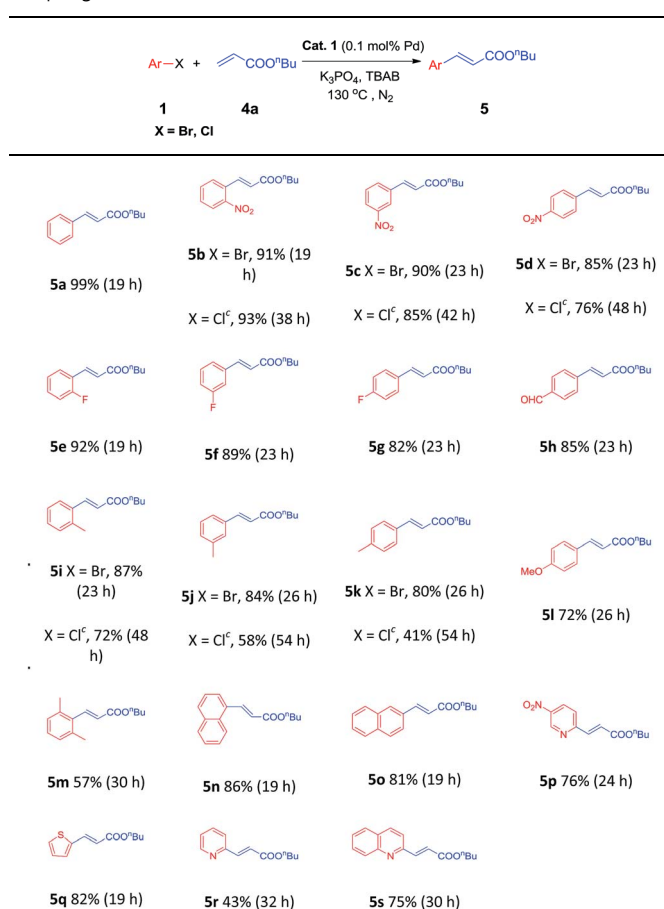 Cat. 1 (0.1 mol% Pd)
Ar—X + COOⁿBu Ar COOⁿBu
K₃PO₄, TBAB
130 °C , N₂
1 4a 5
X = Br, Cl
COOⁿBu COOⁿBu COOⁿBu COOⁿBu
NO₂ NO₂ O₂N
5a 99% (19 h)
5b X = Br, 91% (19
h)
X = Clᶜ, 93% (38 h)
5c X = Br, 90% (23 h)
X = Clᶜ, 85% (42 h)
5d X = Br, 85% (23 h)
X = Clᶜ, 76% (48 h)
COOⁿBu COOⁿBu COOⁿBu COOⁿBu
F F F OHC
5e 92% (19 h)
5f 89% (23 h)
5g 82% (23 h)
5h 85% (23 h)
COOⁿBu COOⁿBu COOⁿBu COOⁿBu
MeO
5i X = Br, 87%
(23 h)
X = Clᶜ, 72% (48
h)
5j X = Br, 84% (26 h)
X = Clᶜ, 58% (54 h)
5k X = Br, 80% (26 h)
X = Clᶜ, 41% (54 h)
5l 72% (26 h)
COOⁿBu COOⁿBu COOⁿBu O₂N N COOⁿBu
5m 57% (30 h)
5n 86% (19 h)
5o 81% (19 h)
5p 76% (24 h)
S COOⁿBu N COOⁿBu N COOⁿBu
5q 82% (19 h)
5r 43% (32 h)
5s 75% (30 h)